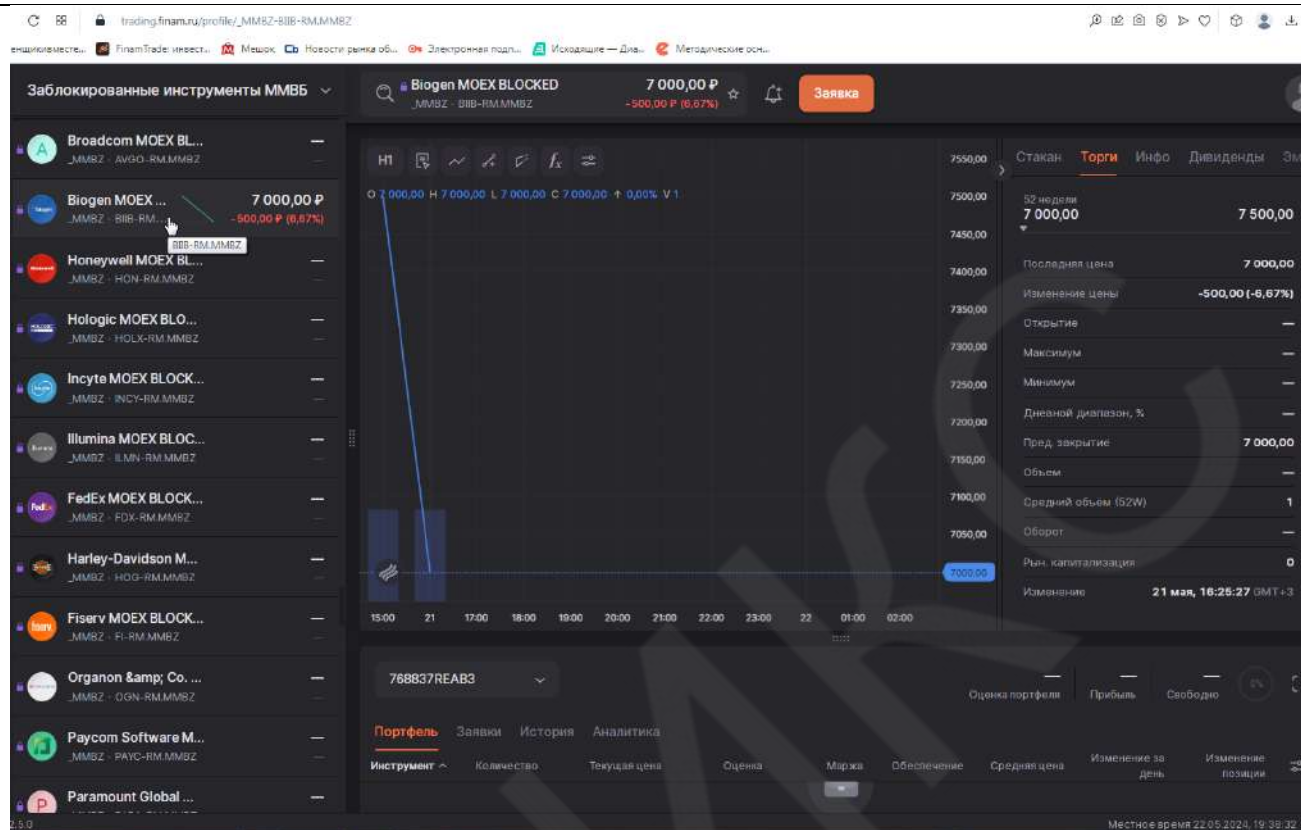 trading.finam.ru/profile/_MMBZ-BIIB-RM.MMBZ
енщикивместе... FinamTrade: инвест... Мешок Новости рынка об... Электронная подп... Исходящие — Диа... Методические осн...
Заблокированные инструменты ММВБ
Biogen MOEX BLOCKED 7 000,00 ₽
_MMBZ · BIIB-RM.MMBZ -500,00 ₽ (6,67%)
Заявка
Broadcom MOEX BL... —
_MMBZ · AVGO-RM.MMBZ —
Biogen MOEX ... 7 000,00 ₽
_MMBZ · BIIB-RM.... -500,00 ₽ (6,67%)
BIIB-RM.MMBZ
Honeywell MOEX BL... —
_MMBZ · HON-RM.MMBZ —
Hologic MOEX BLO... —
_MMBZ · HOLX-RM.MMBZ —
Incyte MOEX BLOCK... —
_MMBZ · INCY-RM.MMBZ —
Illumina MOEX BLOC... —
_MMBZ · ILMN-RM.MMBZ —
FedEx MOEX BLOCK... —
_MMBZ · FDX-RM.MMBZ —
Harley-Davidson M... —
_MMBZ · HOG-RM.MMBZ —
Fiserv MOEX BLOCK... —
_MMBZ · FI-RM.MMBZ —
Organon &amp; Co. ... —
_MMBZ · OGN-RM.MMBZ —
Paycom Software M... —
_MMBZ · PAYC-RM.MMBZ —
Paramount Global ... —
2.5.0
H1
O 7 000,00 H 7 000,00 L 7 000,00 C 7 000,00 0,00% V 1
7550,00
7500,00
7450,00
7400,00
7350,00
7300,00
7250,00
7200,00
7150,00
7100,00
7050,00
7000,00
15:00 21 17:00 18:00 19:00 20:00 21:00 22:00 23:00 22 01:00 02:00
Стакан Торги Инфо Дивиденды Эм
52 недели
7 000,00 7 500,00
Последняя цена 7 000,00
Изменение цены -500,00 (-6,67%)
Открытие —
Максимум —
Минимум —
Дневной диапазон, % —
Пред. закрытие 7 000,00
Объем —
Средний объем (52W) 1
Оборот —
Рын. капитализация 0
Изменение 21 мая, 16:25:27 GMT+3
768837REAB3
— — —
Оценка портфеля Прибыль Свободно 0%
Портфель Заявки История Аналитика
Инструмент Количество Текущая цена Оценка Маржа Обеспечение Средняя цена Изменение за день Изменение позиции
Местное время 22.05.2024, 19:38:32
МКС